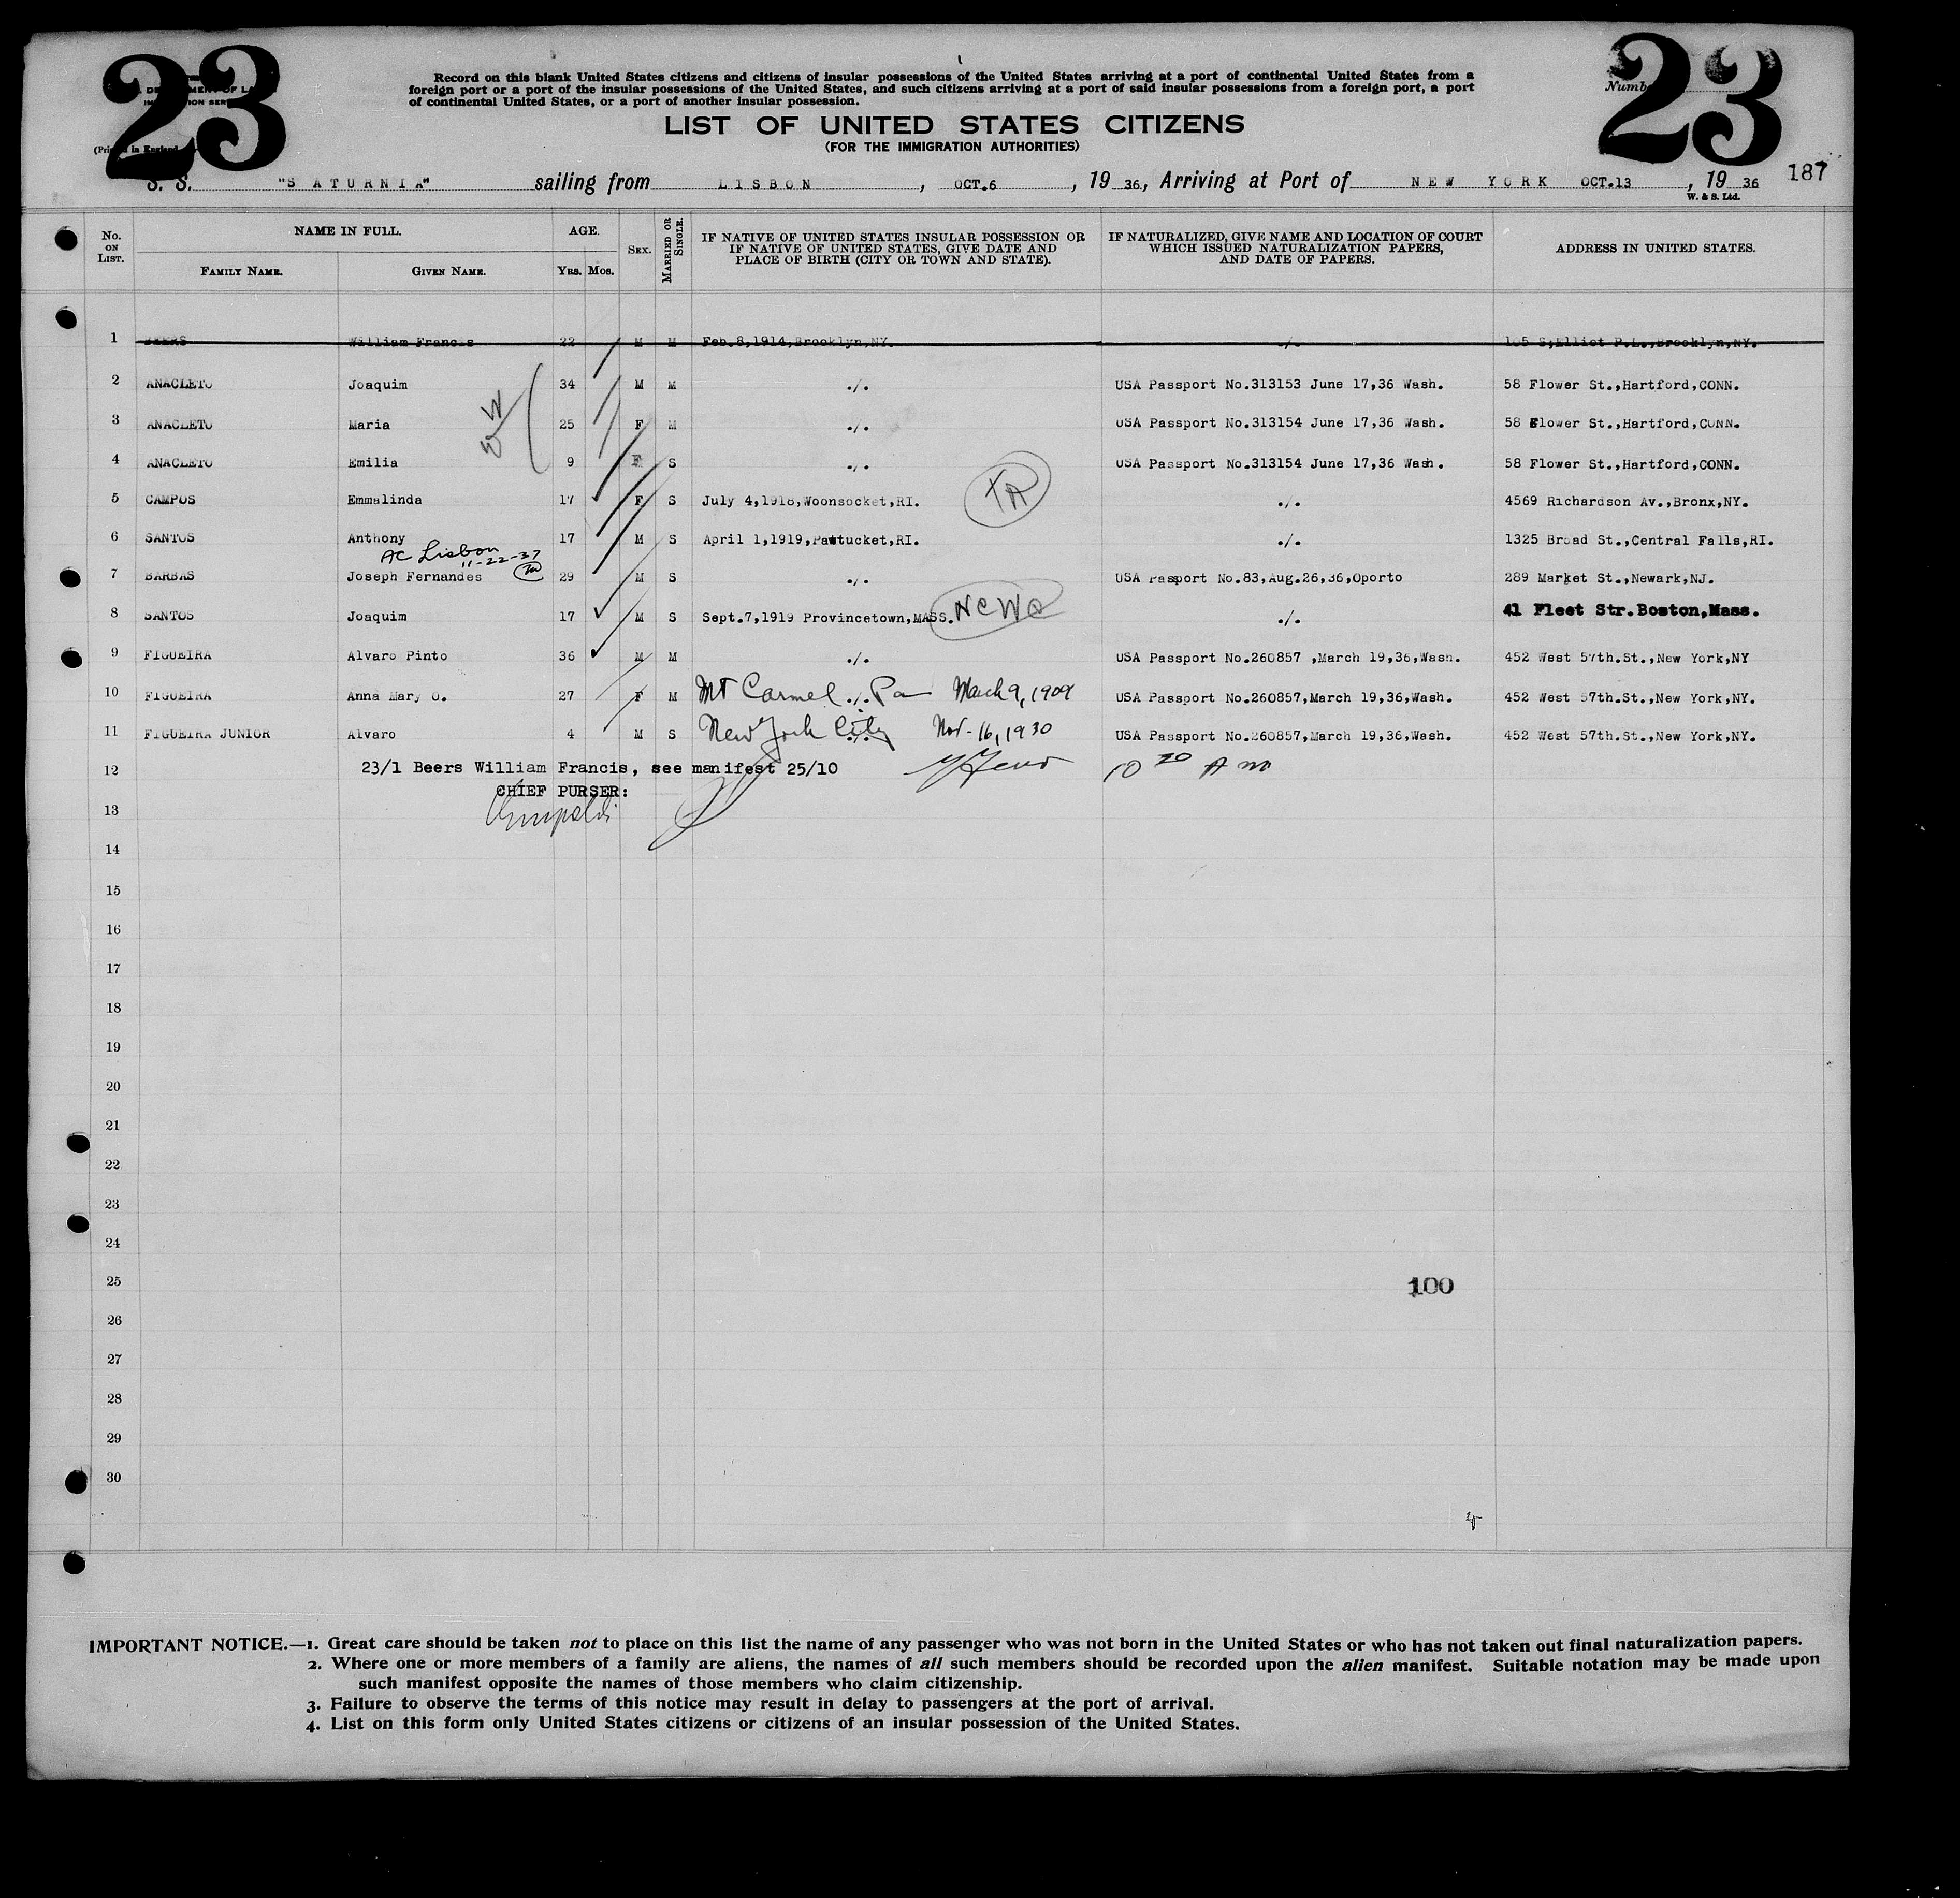 23
23
Record on this blank United States citizens and citizens of insular possessions of the United States arriving at a port of continental United States from a
foreign port or a port of the insular possessions of the United States, and such citizens arriving at a port of said insular possessions from a foreign port, a port
of continental United States, or a port of another insular possession.
LIST OF UNITED STATES CITIZENS
(FOR THE IMMIGRATION AUTHORITIES)
S. S. "SATURNIA" sailing from LISBON, OCT.6, 19 36, Arriving at Port of NEW YORK OCT.13, 19 36 187
W. & S. Ltd.
No. ON LIST. NAME IN FULL. AGE. SEX. MARRIED OR SINGLE. IF NATIVE OF UNITED STATES INSULAR POSSESSION OR IF NATIVE OF UNITED STATES, GIVE DATE AND PLACE OF BIRTH (CITY OR TOWN AND STATE). IF NATURALIZED, GIVE NAME AND LOCATION OF COURT WHICH ISSUED NATURALIZATION PAPERS, AND DATE OF PAPERS. ADDRESS IN UNITED STATES.
FAMILY NAME. GIVEN NAME. YRS. MOS.
1 BEERS William Francis 22 M M Feb.8,1914,Brooklyn,NY. ./. 105 S,Elliot P.L.,Brooklyn,NY.
2 ANACLETO Joaquim 34 M M ./. USA Passport No.313153 June 17,36 Wash. 58 Flower St.,Hartford,CONN.
3 ANACLETO Maria 25 F M ./. USA Passport No.313154 June 17,36 Wash. 58 Flower St.,Hartford,CONN.
4 ANACLETO Emilia 9 F S ./. USA Passport No.313154 June 17,36 Wash. 58 Flower St.,Hartford,CONN.
5 CAMPOS Emmalinda 17 F S July 4,1918,Woonsocket,RI. ./. 4569 Richardson Av.,Bronx,NY.
6 SANTOS Anthony 17 M S April 1,1919,Pawtucket,RI. ./. 1325 Broad St.,Central Falls,RI.
AC Lisbon 11-22-37
7 BARBAS Joseph Fernandes 29 M S ./. USA Passport No.83,Aug.26,36,Oporto 289 Market St.,Newark,NJ.
8 SANTOS Joaquim 17 M S Sept.7,1919 Provincetown,MASS. ./. 41 Fleet Str.Boston,Mass.
9 FIGUEIRA Alvaro Pinto 36 M M ./. USA Passport No.260857 ,March 19,36,Wash. 452 West 57th.St.,New York,NY
10 FIGUEIRA Anna Mary O. 27 F M Mt Carmel ./. Pa March 9, 1909 USA Passport No.260857,March 19,36,Wash. 452 West 57th.St.,New York,NY.
11 FIGUEIRA JUNIOR Alvaro 4 M S New York City ./. Nov-16, 1930 USA Passport No.260857,March 19,36,Wash. 452 West 57th.St.,New York,NY.
12 23/1 Beers William Francis, see manifest 25/10 10 20 Am
CHIEF PURSER:
13
14
15
16
17
18
19
20
21
22
23
24
25 100
26
27
28
29
30
IMPORTANT NOTICE.—1. Great care should be taken not to place on this list the name of any passenger who was not born in the United States or who has not taken out final naturalization papers.
2. Where one or more members of a family are aliens, the names of all such members should be recorded upon the alien manifest. Suitable notation may be made upon
such manifest opposite the names of those members who claim citizenship.
3. Failure to observe the terms of this notice may result in delay to passengers at the port of arrival.
4. List on this form only United States citizens or citizens of an insular possession of the United States.